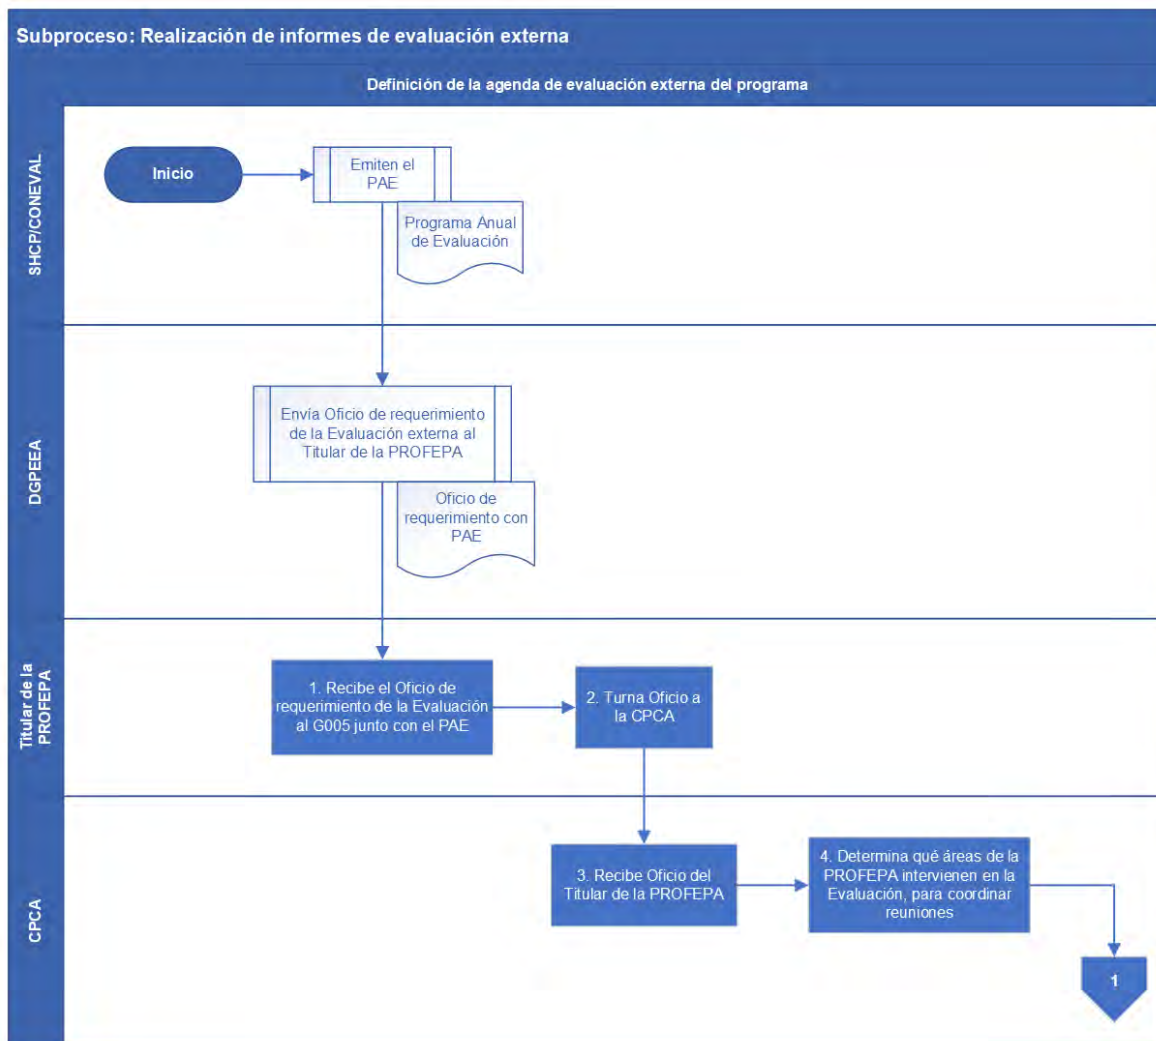 Subproceso: Realización de informes de evaluación externa
Definición de la agenda de evaluación externa del programa
SHCP/CONEVAL
Inicio
Emiten el
PAE
Programa Anual
de Evaluación
DGPEEA
Envía Oficio de requerimiento
de la Evaluación externa al
Titular de la PROFEPA
Oficio de
requerimiento con
PAE
Titular de la
PROFEPA
1. Recibe el Oficio de
requerimiento de la Evaluación
al G005 junto con el PAE
2. Turna Oficio a
la CPCA
CPCA
3. Recibe Oficio del
Titular de la PROFEPA
4. Determina qué áreas de la
PROFEPA intervienen en la
Evaluación, para coordinar
reuniones
1